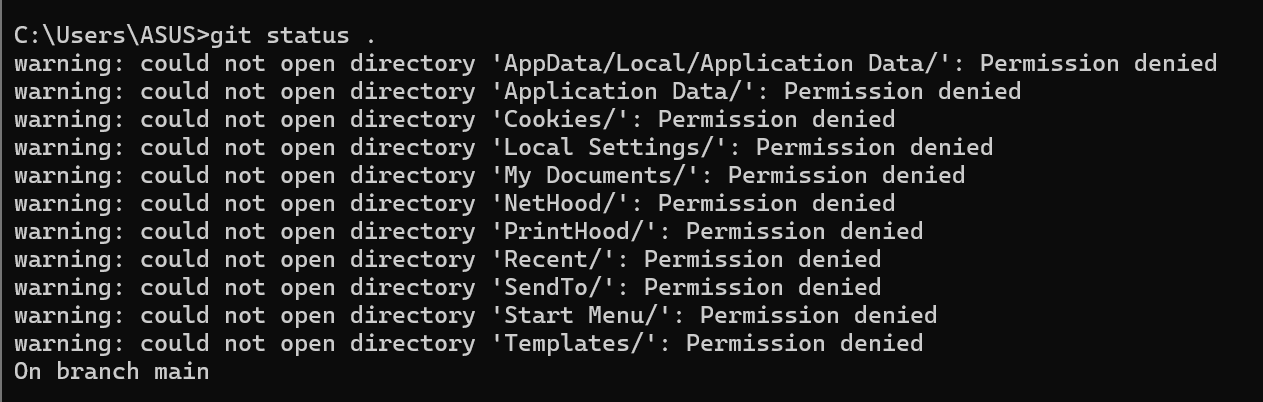 C:\Users\ASUS>git status .
warning: could not open directory 'AppData/Local/Application Data/': Permission denied
warning: could not open directory 'Application Data/': Permission denied
warning: could not open directory 'Cookies/': Permission denied
warning: could not open directory 'Local Settings/': Permission denied
warning: could not open directory 'My Documents/': Permission denied
warning: could not open directory 'NetHood/': Permission denied
warning: could not open directory 'PrintHood/': Permission denied
warning: could not open directory 'Recent/': Permission denied
warning: could not open directory 'SendTo/': Permission denied
warning: could not open directory 'Start Menu/': Permission denied
warning: could not open directory 'Templates/': Permission denied
On branch main